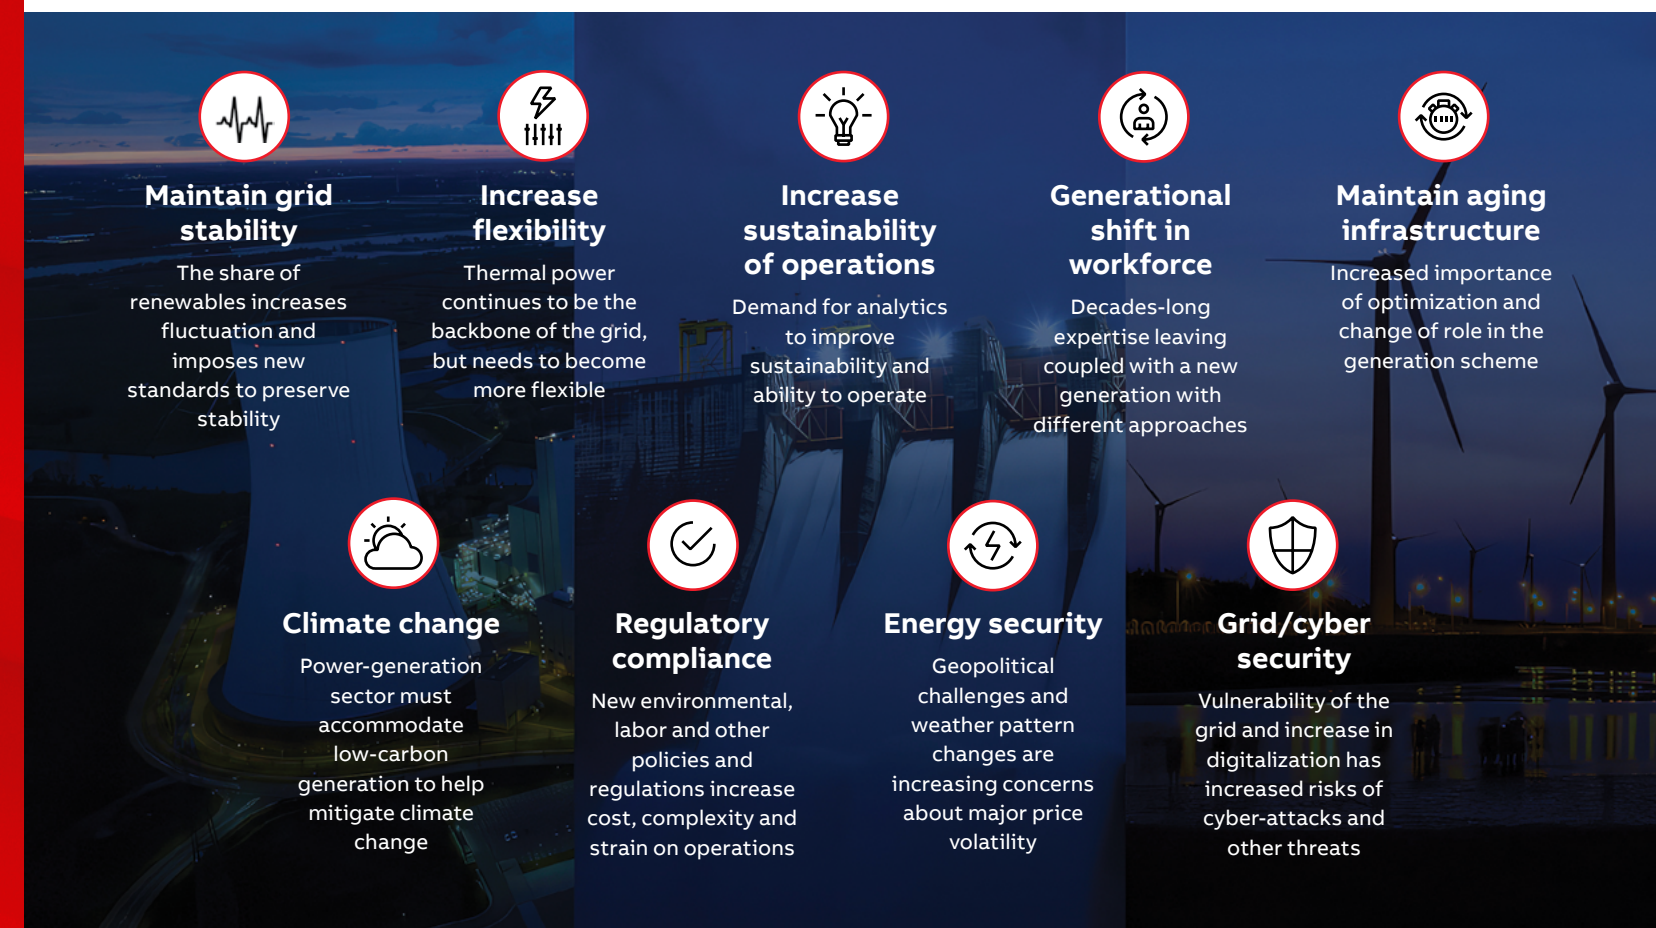 Maintain grid
stability
The share of
renewables increases
fluctuation and
imposes new
standards to preserve
stability
Increase
flexibility
Thermal power
continues to be the
backbone of the grid,
but needs to become
more flexible
Increase
sustainability
of operations
Demand for analytics
to improve
sustainability and
ability to operate
Generational
shift in
workforce
Decades-long
expertise leaving
coupled with a new
generation with
different approaches
Maintain aging
infrastructure
Increased importance
of optimization and
change of role in the
generation scheme
Climate change
Power-generation
sector must
accommodate
low-carbon
generation to help
mitigate climate
change
Regulatory
compliance
New environmental,
labor and other
policies and
regulations increase
cost, complexity and
strain on operations
Energy security
Geopolitical
challenges and
weather pattern
changes are
increasing concerns
about major price
volatility
Grid/cyber
security
Vulnerability of the
grid and increase in
digitalization has
increased risks of
cyber-attacks and
other threats